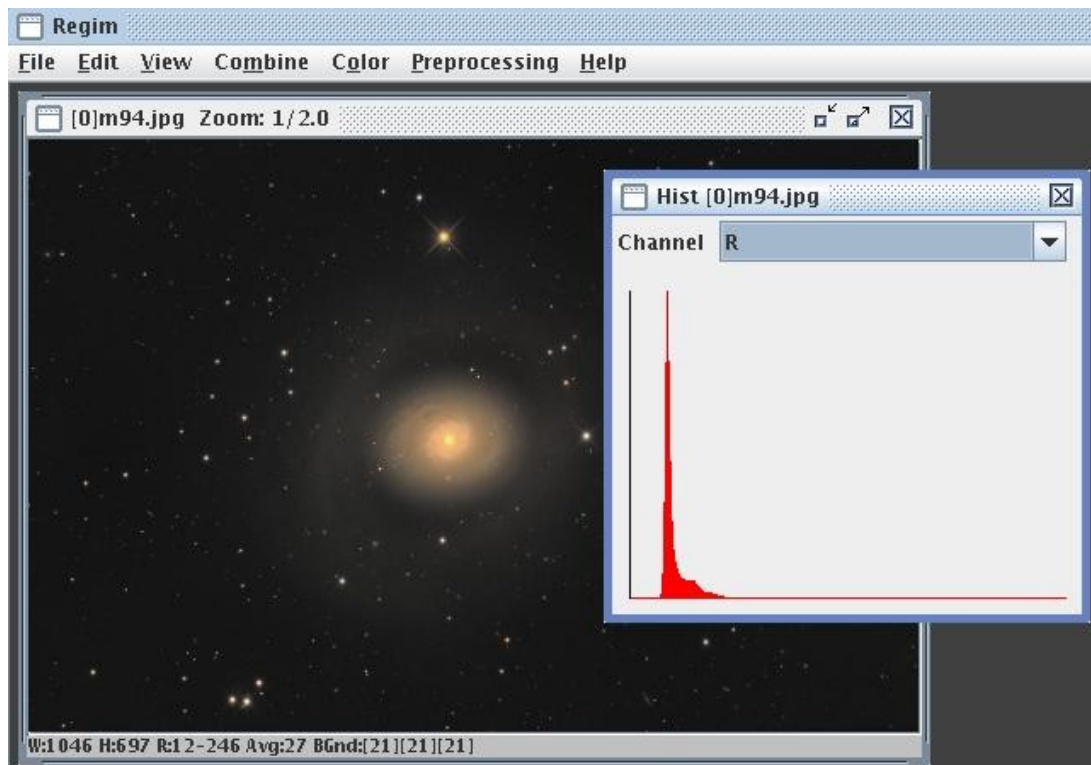 Regim
File Edit View Combine Color Preprocessing Help
[0]m94.jpg Zoom: 1/2.0
Hist [0]m94.jpg
Channel R
W:1046 H:697 R:12-246 Avg:27 BGnd:[21][21][21]